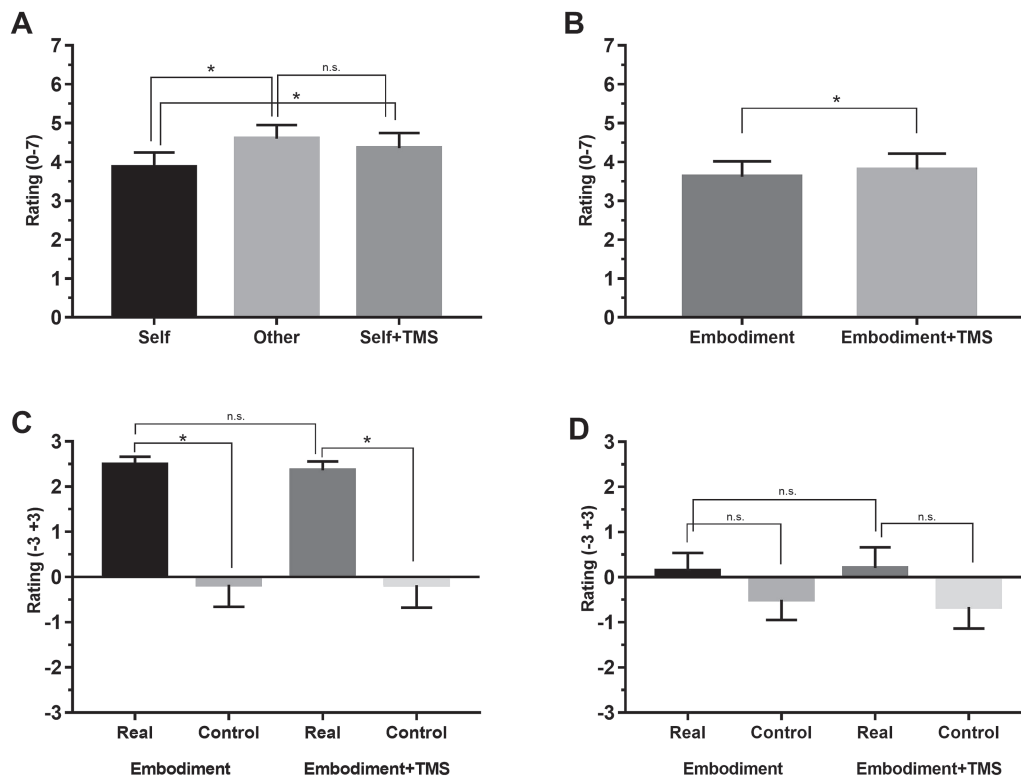 A
Rating (0-7)
7
6
5
4
3
2
1
0
*
n.s.
*
Self Other Self+TMS
B
Rating (0-7)
7
6
5
4
3
2
1
0
*
Embodiment Embodiment+TMS
C
Rating (-3 +3)
3
2
1
0
-1
-2
-3
n.s.
*
*
Real Control Real Control
Embodiment Embodiment+TMS
D
Rating (-3 +3)
3
2
1
0
-1
-2
-3
n.s.
n.s.
n.s.
Real Control Real Control
Embodiment Embodiment+TMS